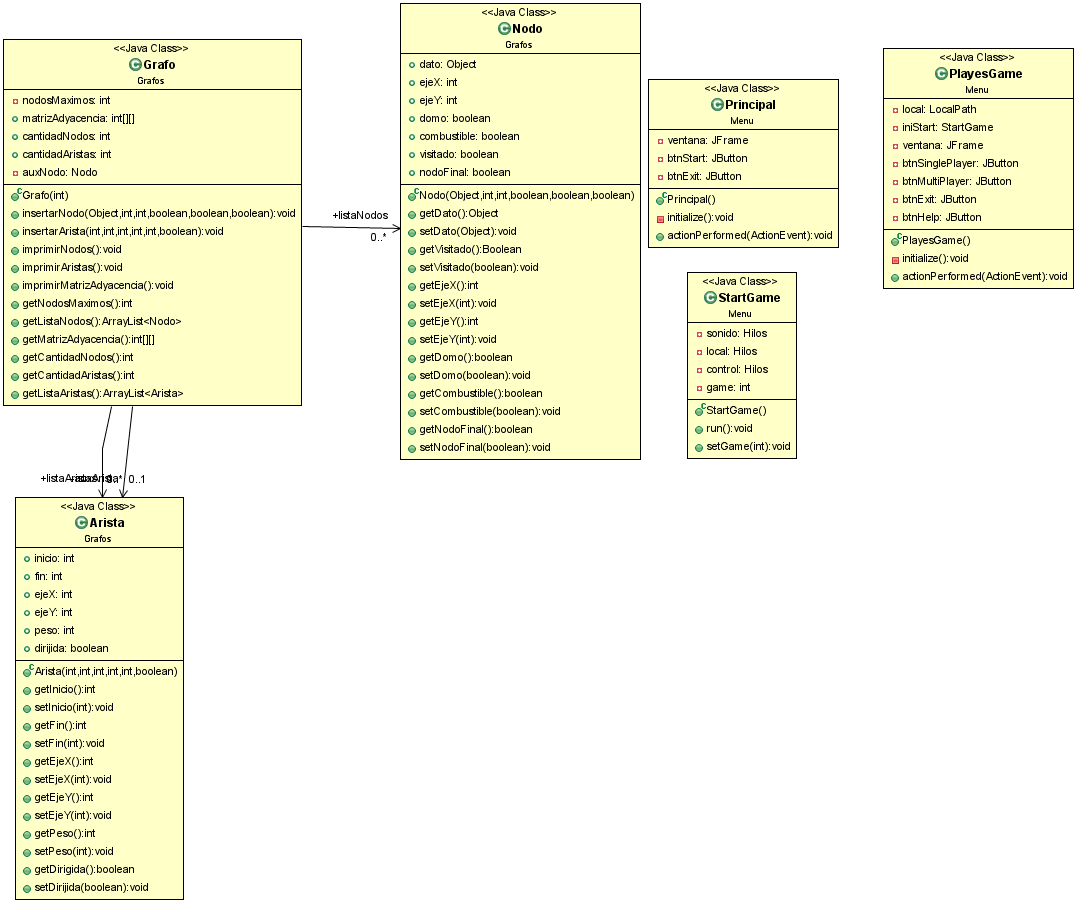 <<Java Class>>
Grafo
Grafos
nodosMaximos: int
matrizAdyacencia: int[][]
cantidadNodos: int
cantidadAristas: int
auxNodo: Nodo
Grafo(int)
insertarNodo(Object,int,int,boolean,boolean,boolean):void
insertarArista(int,int,int,int,int,boolean):void
imprimirNodos():void
imprimirAristas():void
imprimirMatrizAdyacencia():void
getNodosMaximos():int
getListaNodos():ArrayList<Nodo>
getMatrizAdyacencia():int[][]
getCantidadNodos():int
getCantidadAristas():int
getListaAristas():ArrayList<Arista>
+listaNodos
0..*
<<Java Class>>
Nodo
Grafos
dato: Object
ejeX: int
ejeY: int
domo: boolean
combustible: boolean
visitado: boolean
nodoFinal: boolean
Nodo(Object,int,int,boolean,boolean,boolean)
getDato():Object
setDato(Object):void
getVisitado():Boolean
setVisitado(boolean):void
getEjeX():int
setEjeX(int):void
getEjeY():int
setEjeY(int):void
getDomo():boolean
setDomo(boolean):void
getCombustible():boolean
setCombustible(boolean):void
getNodoFinal():boolean
setNodoFinal(boolean):void
<<Java Class>>
Principal
Menu
ventana: JFrame
btnStart: JButton
btnExit: JButton
Principal()
initialize():void
actionPerformed(ActionEvent):void
<<Java Class>>
PlayesGame
Menu
local: LocalPath
iniStart: StartGame
ventana: JFrame
btnSinglePlayer: JButton
btnMultiPlayer: JButton
btnExit: JButton
btnHelp: JButton
PlayesGame()
initialize():void
actionPerformed(ActionEvent):void
<<Java Class>>
StartGame
Menu
sonido: Hilos
local: Hilos
control: Hilos
game: int
StartGame()
run():void
setGame(int):void
0..1
<<Java Class>>
Arista
Grafos
inicio: int
fin: int
ejeX: int
ejeY: int
peso: int
dirijida: boolean
Arista(int,int,int,int,int,boolean)
getInicio():int
setInicio(int):void
getFin():int
setFin(int):void
getEjeX():int
setEjeX(int):void
getEjeY():int
setEjeY(int):void
getPeso():int
setPeso(int):void
getDirigida():boolean
setDirijida(boolean):void